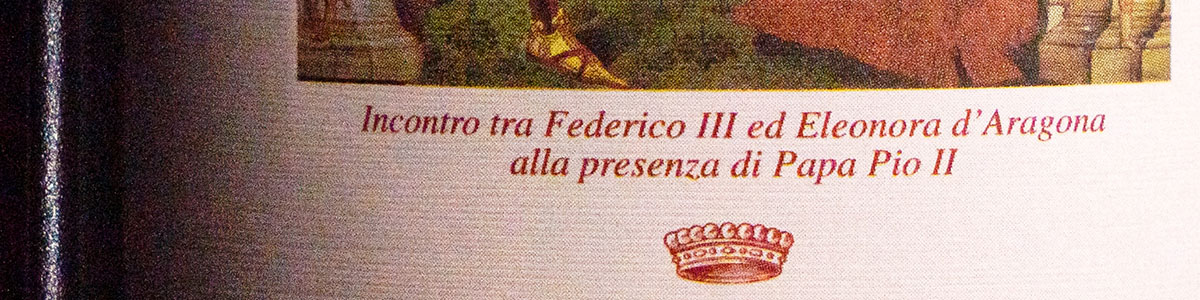 Incontro tra Federico III ed Eleonora d'Aragona
alla presenza di Papa Pio II